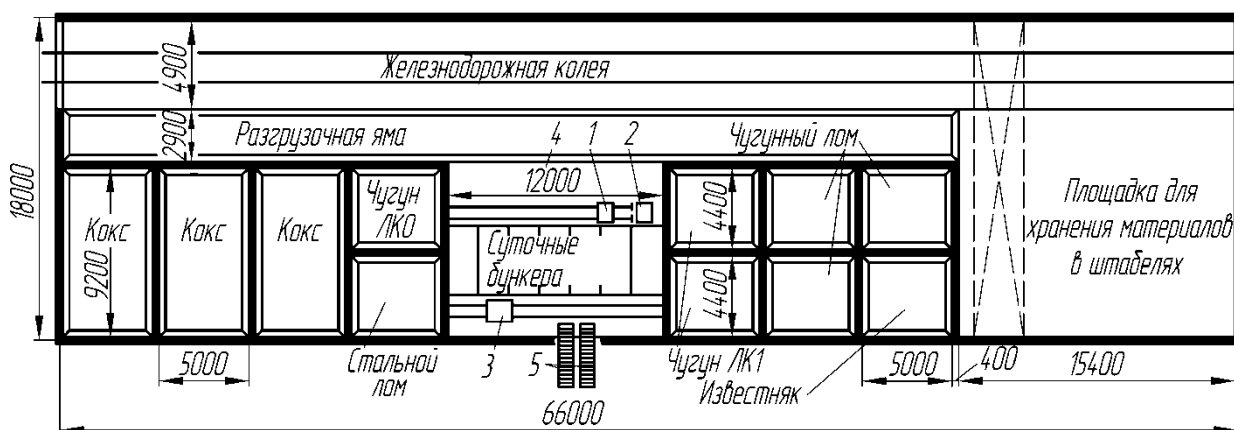 4900
Железнодорожная колея
2900
Разгрузочная яма
4
1
2
Чугунный лом
18000
12000
Кокс
9200
Кокс
Кокс
Чугун
ЛК0
Суточные
бункера
4400
4400
Площадка для
хранения материалов
в штабелях
5000
Стальной
лом
3
5
Чугун ЛК1
Известняк
5000
400
15400
66000